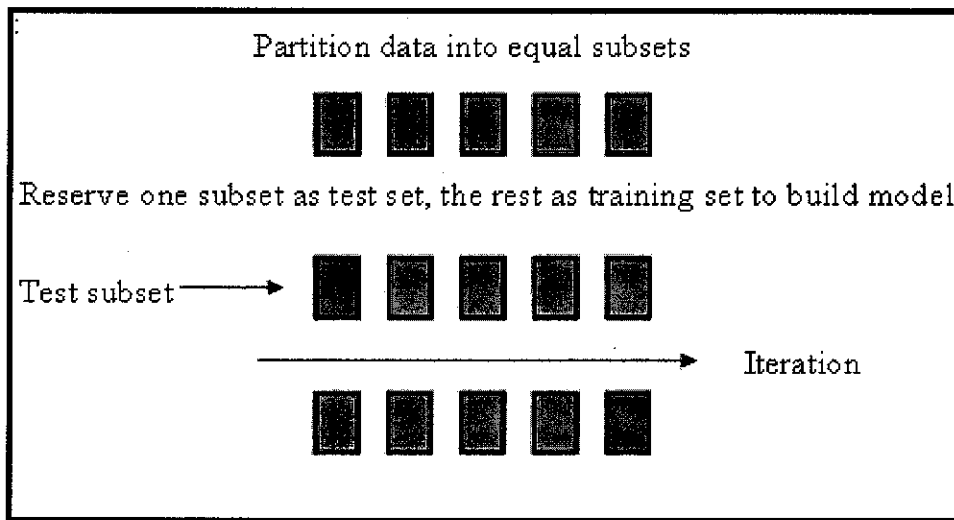 Partition data into equal subsets
Reserve one subset as test set, the rest as training set to build model
Test subset
Iteration